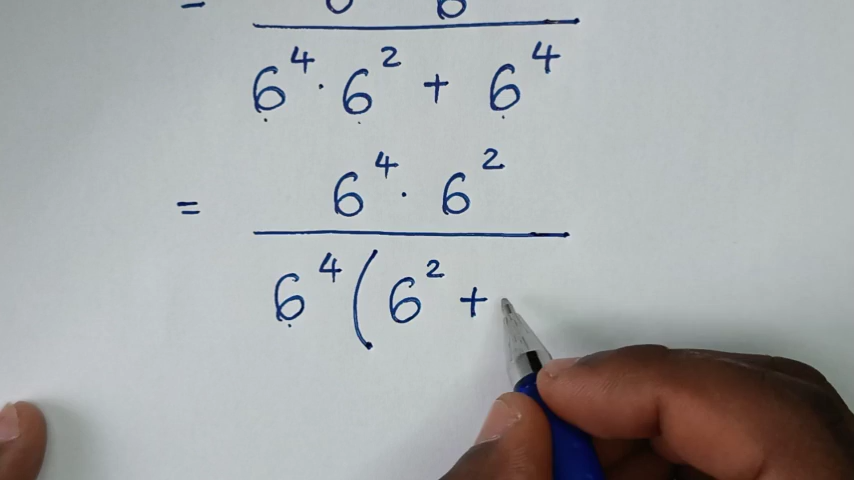 =
6⁴ · 6² + 6⁴
= 6⁴ · 6²
6⁴ ( 6² +